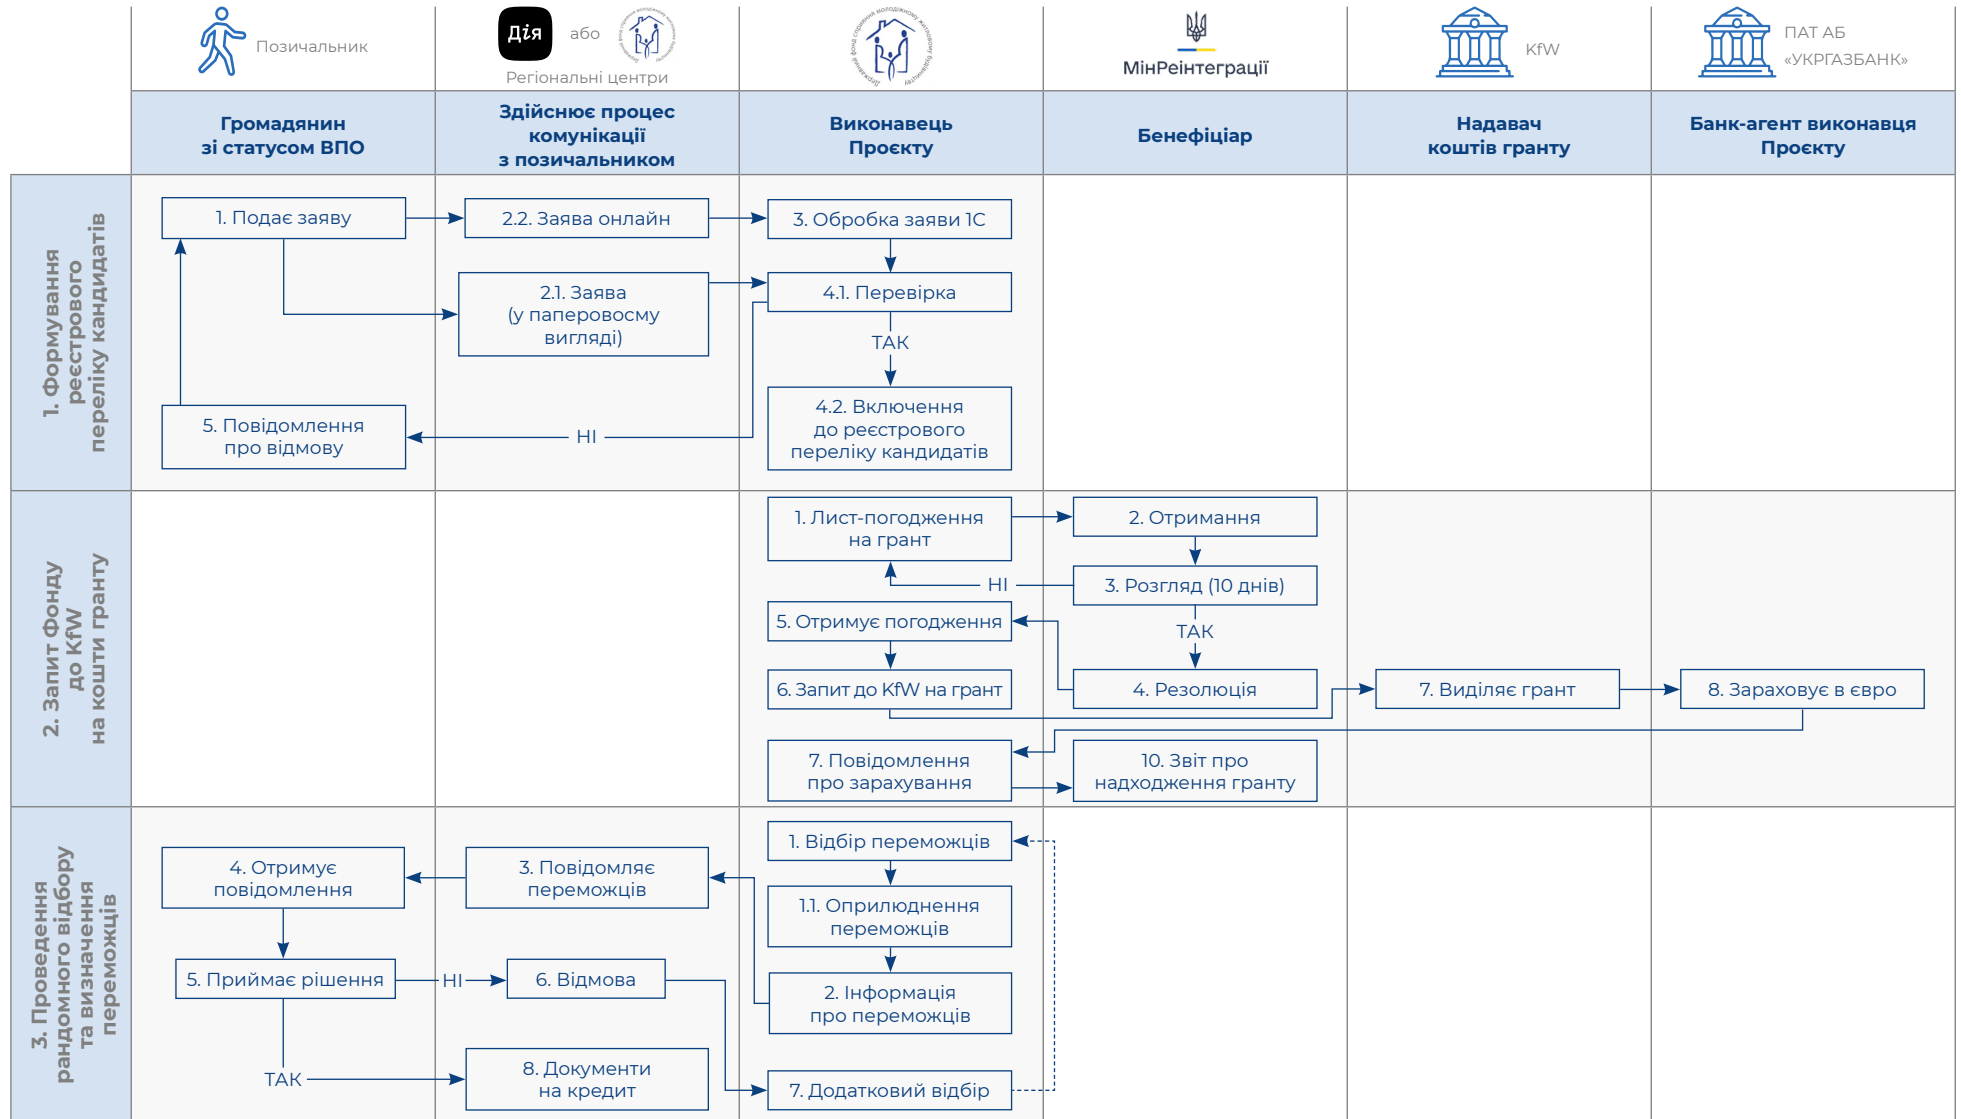 Позичальник
Дія
або
Регіональні центри
МінРеінтеграції
KfW
ПАТ АБ
«УКРГАЗБАНК»
Громадянин
зі статусом ВПО
Здійснює процес
комунікації
з позичальником
Виконавець
Проєкту
Бенефіціар
Надавач
коштів гранту
Банк-агент виконавця
Проєкту
1. Формування
реєстрового
переліку кандидатів
1. Подає заяву
2.2. Заява онлайн
3. Обробка заяви 1С
2.1. Заява
(у паперовосму
вигляді)
4.1. Перевірка
ТАК
4.2. Включення
до реєстрового
переліку кандидатів
НІ
5. Повідомлення
про відмову
2. Запит Фонду
до KfW
на кошти гранту
1. Лист-погодження
на грант
2. Отримання
НІ
3. Розгляд (10 днів)
5. Отримує погодження
ТАК
6. Запит до KfW на грант
4. Резолюція
7. Виділяє грант
8. Зараховує в євро
7. Повідомлення
про зарахування
10. Звіт про
надходження гранту
3. Проведення
рандомного відбору
та визначення
переможців
1. Відбір переможців
4. Отримує
повідомлення
3. Повідомляє
переможців
1.1. Оприлюднення
переможців
5. Приймає рішення
НІ
6. Відмова
2. Інформація
про переможців
ТАК
8. Документи
на кредит
7. Додатковий відбір